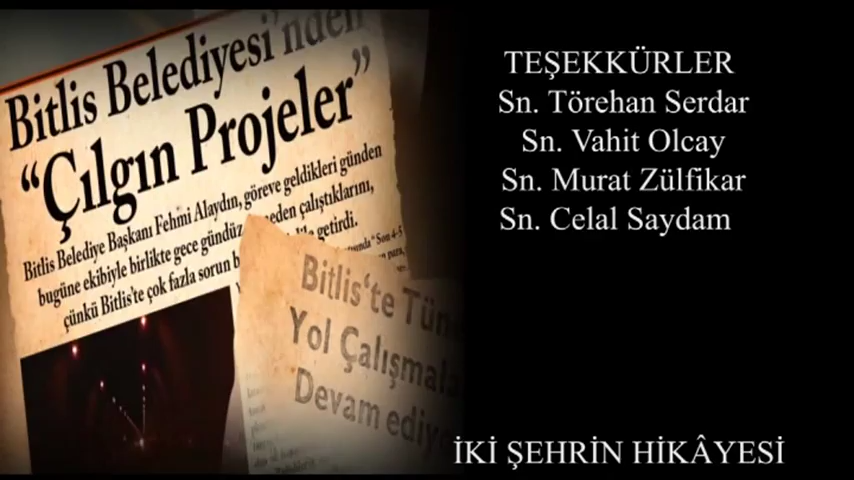 Bitlis Belediyesi'nden
“Çılgın Projeler”
Bitlis Belediye Başkanı Fehmi Alaydın, göreve geldikleri günden
bugüne ekibiyle birlikte gece gündüz çalıştıklarını,
çünkü Bitlis'te çok fazla sorun getirdi.
Bitlis'te
Yol
Devam
TEŞEKKÜRLER
Sn. Törehan Serdar
Sn. Vahit Olcay
Sn. Murat Zülfikar
Sn. Celal Saydam
İKİ ŞEHRİN HİKÂYESİ